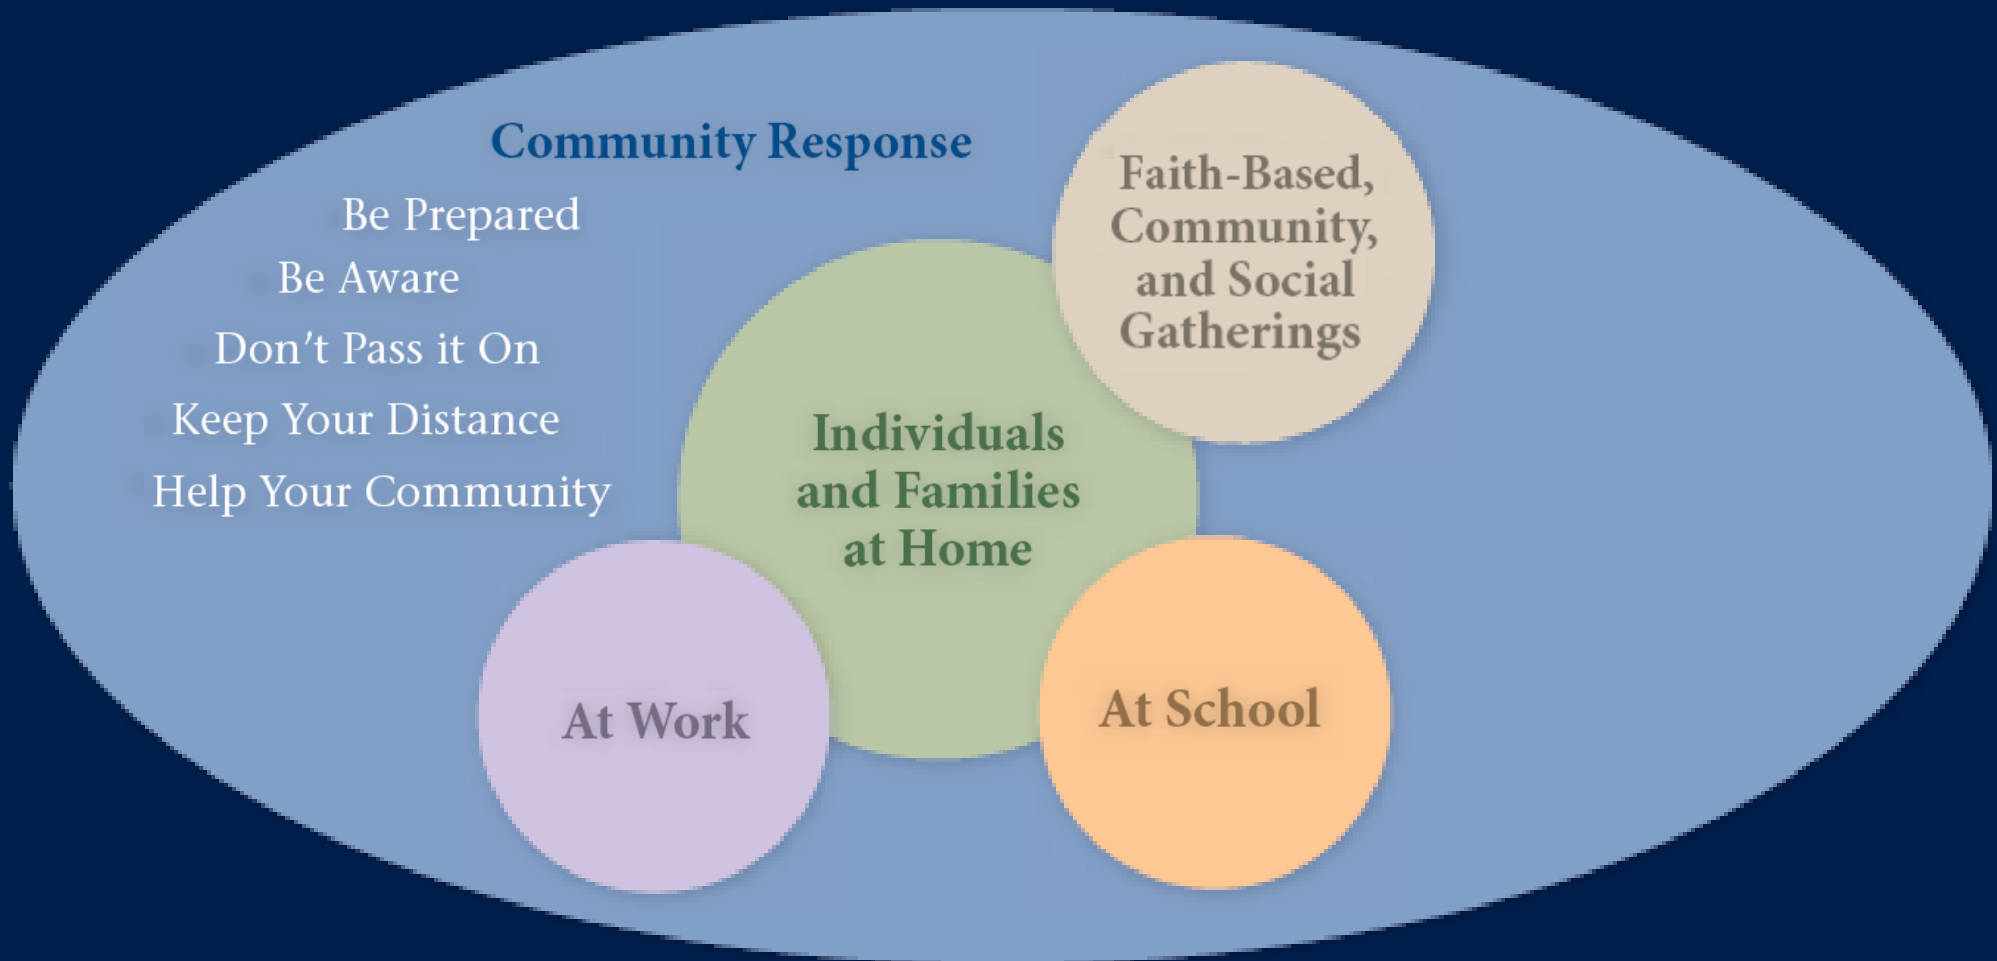 Community Response
Be Prepared
Be Aware
Don’t Pass it On
Keep Your Distance
Help Your Community
Faith-Based,
Community,
and Social
Gatherings
Individuals
and Families
at Home
At Work
At School